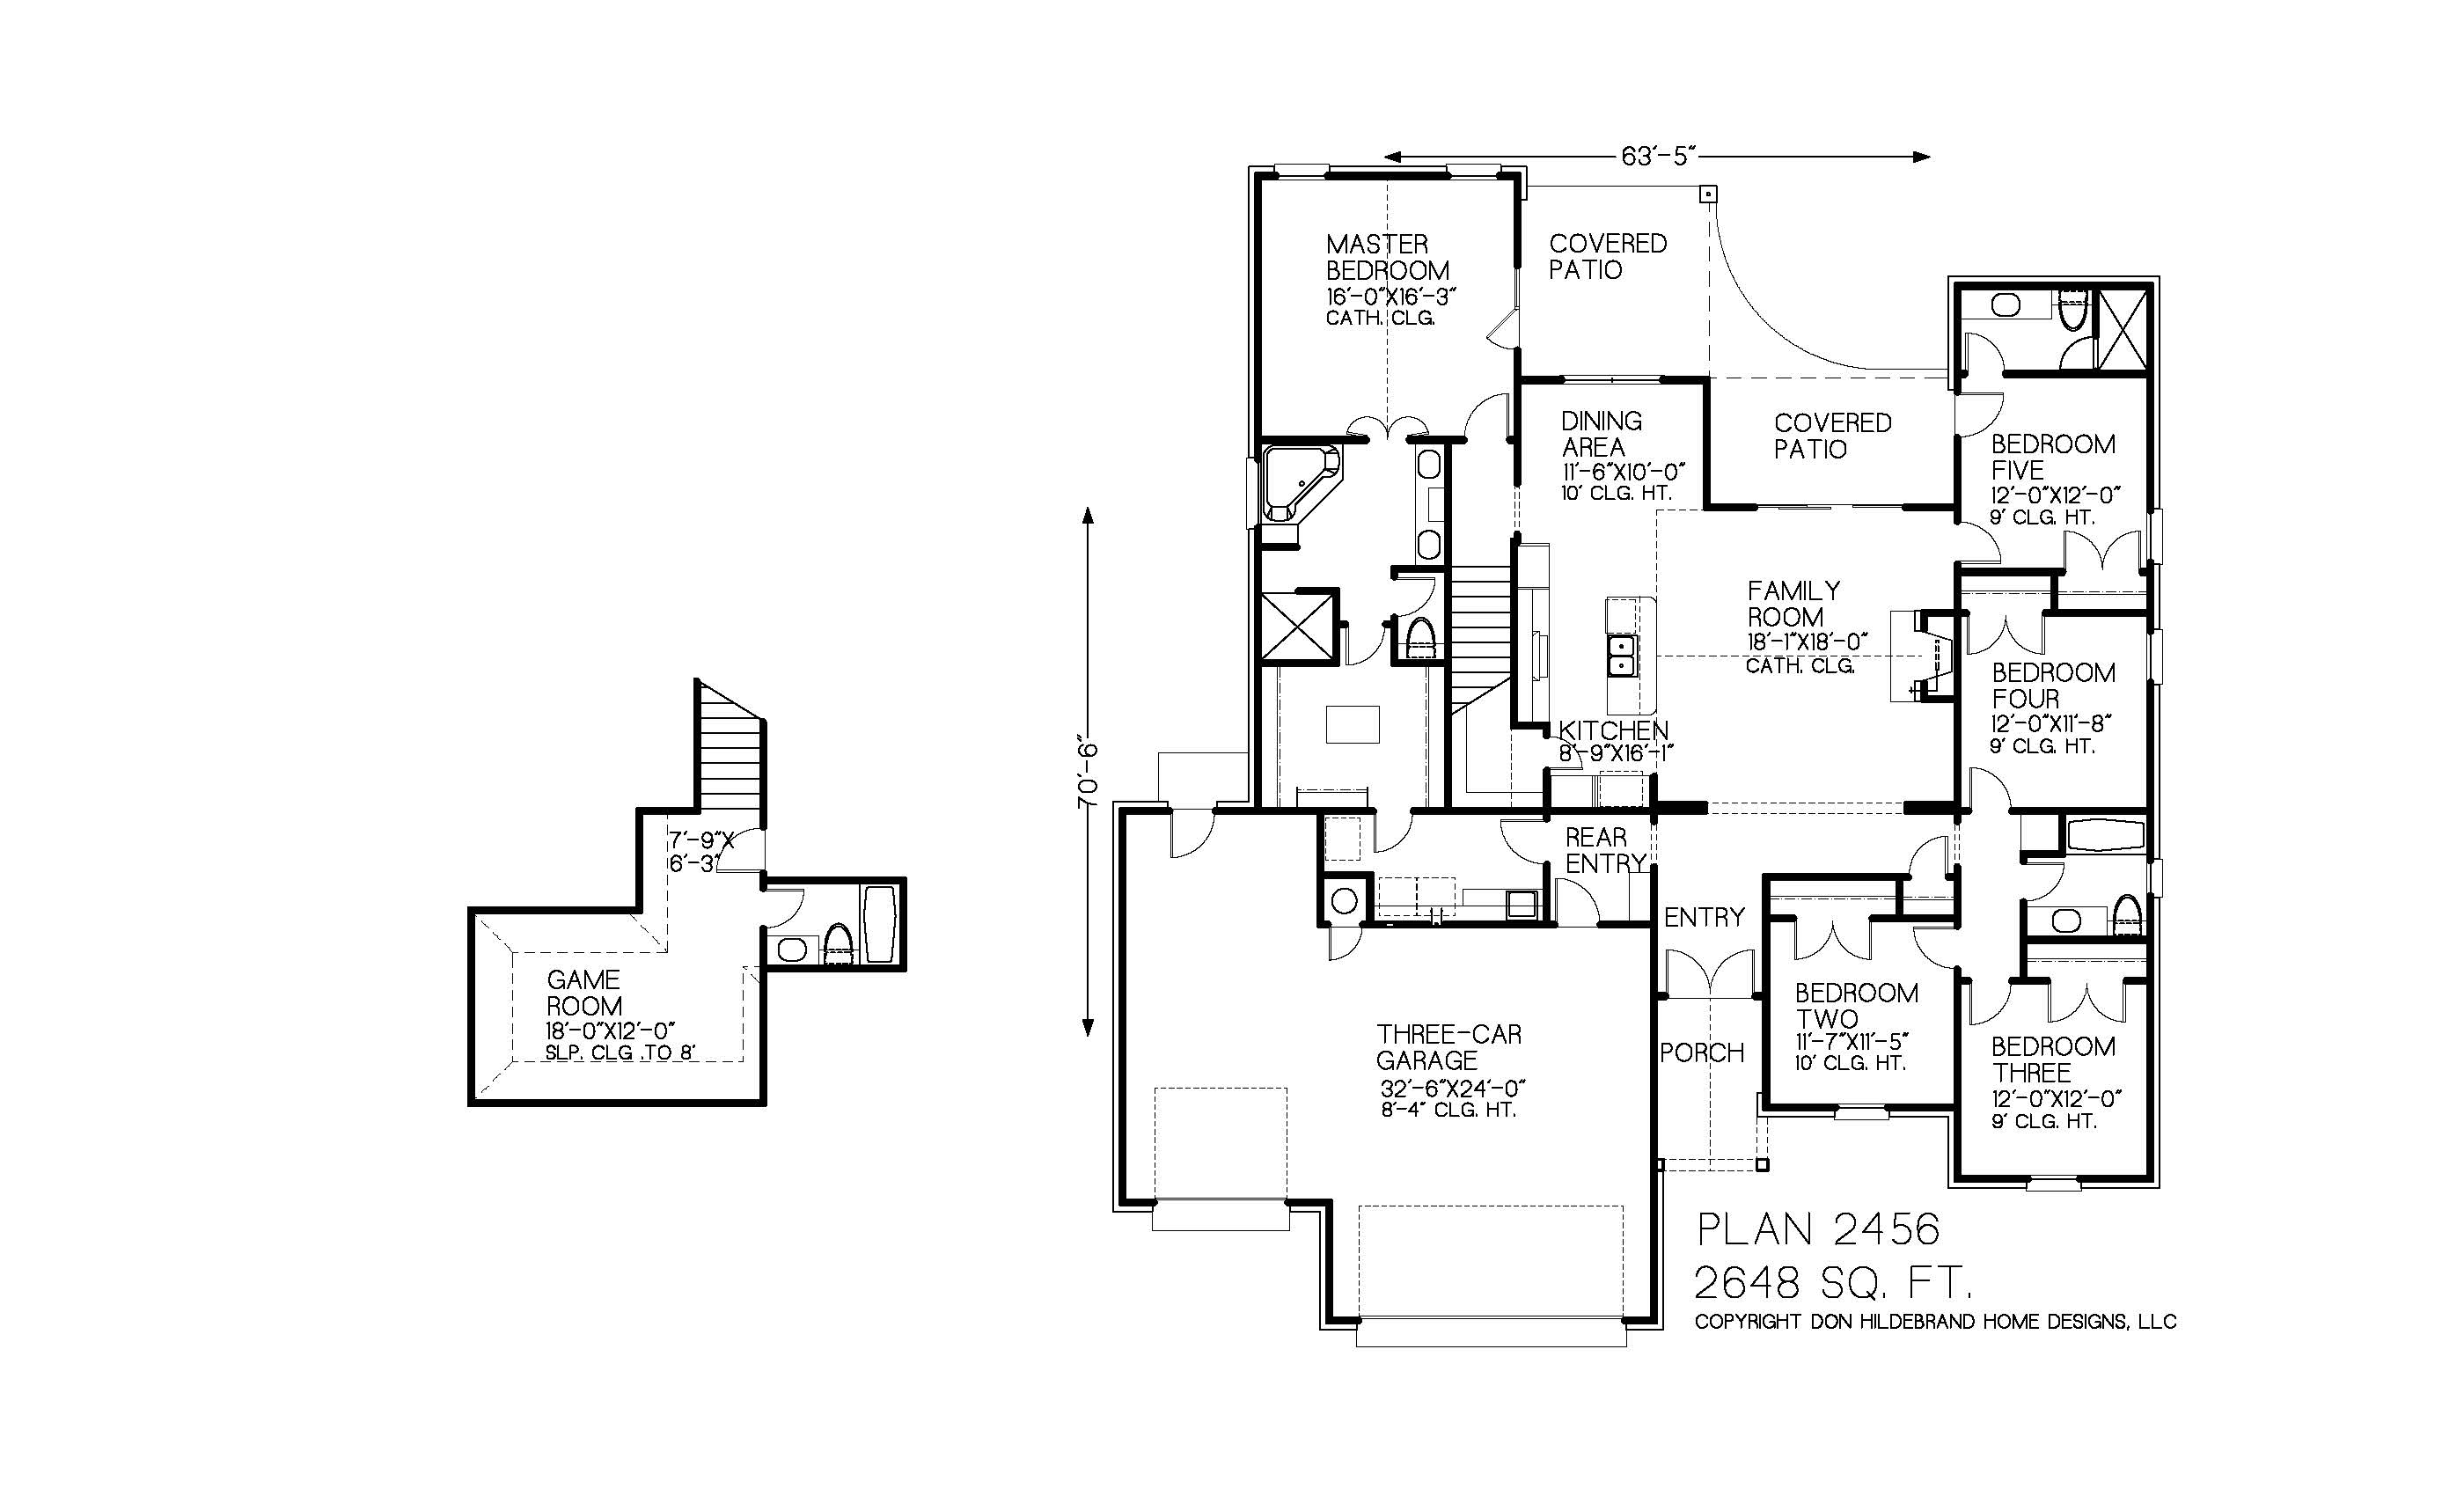 63'-5"
MASTER
BEDROOM
16'-0"X16'-3"
CATH. CLG.
COVERED
PATIO
DINING
AREA
11'-6"X10'-0"
10' CLG. HT.
COVERED
PATIO
BEDROOM
FIVE
12'-0"X12'-0"
9' CLG. HT.
FAMILY
ROOM
18'-1"X18'-0"
CATH. CLG.
BEDROOM
FOUR
12'-0"X11'-8"
9' CLG. HT.
KITCHEN
8'-9"X16'-1"
70'-6"
7'-9"X
6'-3"
REAR
ENTRY
ENTRY
GAME
ROOM
18'-0"X12'-0"
SLP. CLG .TO 8'
THREE-CAR
GARAGE
32'-6"X24'-0"
8'-4" CLG. HT.
PORCH
BEDROOM
TWO
11'-7"X11'-5"
10' CLG. HT.
BEDROOM
THREE
12'-0"X12'-0"
9' CLG. HT.
PLAN 2456
2648 SQ. FT.
COPYRIGHT DON HILDEBRAND HOME DESIGNS, LLC